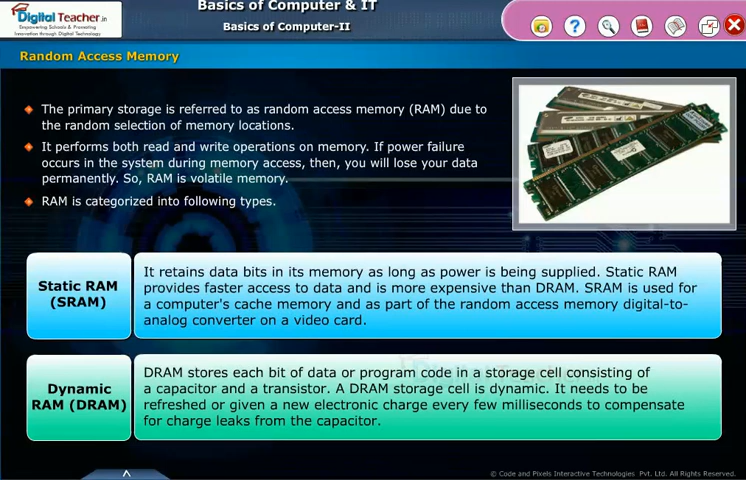 Digital Teacher.in
Empowering Schools & Promoting
Innovation through Digital Technology
Basics of Computer & IT
Basics of Computer-II
Random Access Memory
The primary storage is referred to as random access memory (RAM) due to
the random selection of memory locations.
It performs both read and write operations on memory. If power failure
occurs in the system during memory access, then, you will lose your data
permanently. So, RAM is volatile memory.
RAM is categorized into following types.
Static RAM
(SRAM)
It retains data bits in its memory as long as power is being supplied. Static RAM
provides faster access to data and is more expensive than DRAM. SRAM is used for
a computer's cache memory and as part of the random access memory digital-to-
analog converter on a video card.
Dynamic
RAM (DRAM)
DRAM stores each bit of data or program code in a storage cell consisting of
a capacitor and a transistor. A DRAM storage cell is dynamic. It needs to be
refreshed or given a new electronic charge every few milliseconds to compensate
for charge leaks from the capacitor.
© Code and Pixels Interactive Technologies Pvt. Ltd. All Rights Reserved.